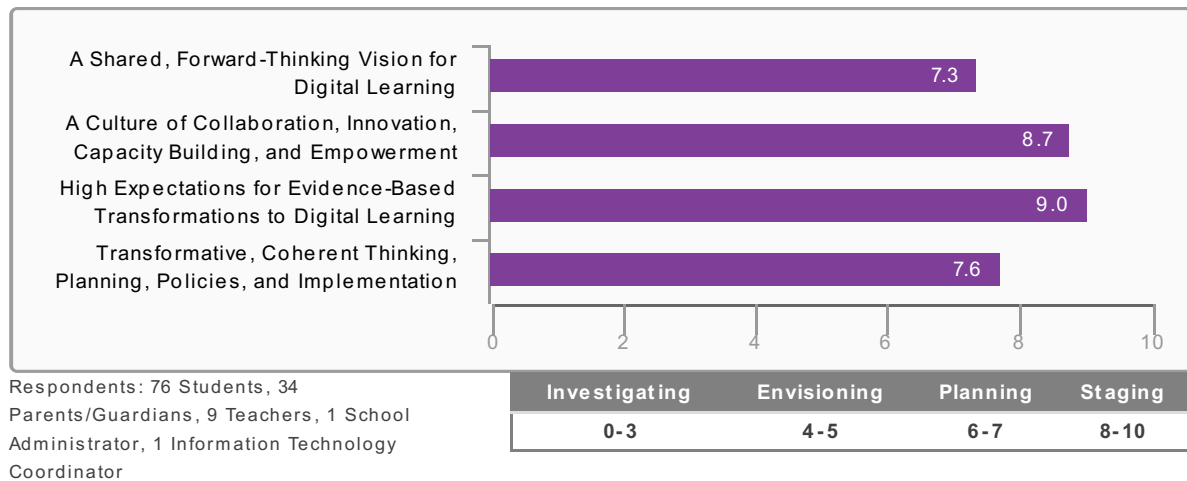 A Shared, Forward-Thinking Vision for
Digital Learning
7.3
A Culture of Collaboration, Innovation,
Capacity Building, and Empowerment
8.7
High Expectations for Evidence-Based
Transformations to Digital Learning
9.0
Transformative, Coherent Thinking,
Planning, Policies, and Implementation
7.6
0 2 4 6 8 10
Respondents: 76 Students, 34
Parents/Guardians, 9 Teachers, 1 School
Administrator, 1 Information Technology
Coordinator
Investigating Envisioning Planning Staging
0-3 4-5 6-7 8-10